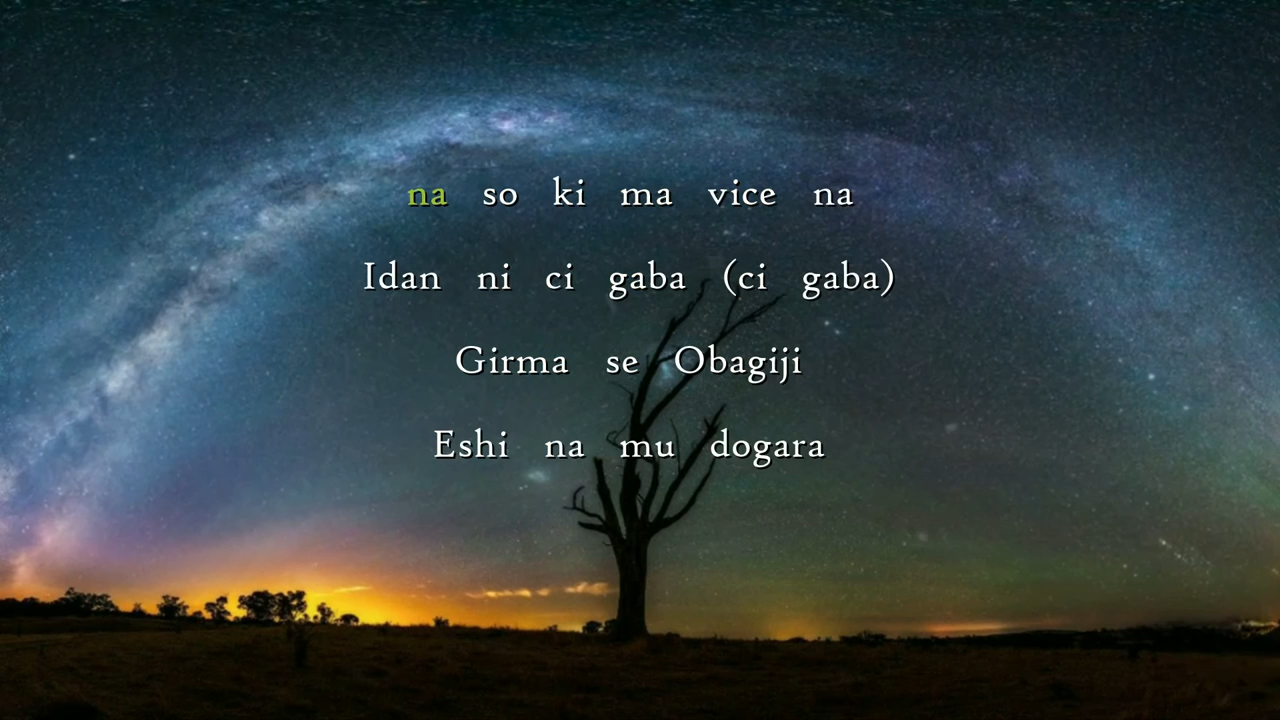 na so ki ma vice na
Idan ni ci gaba (ci gaba)
Girma se Obagiji
Eshi na mu dogara